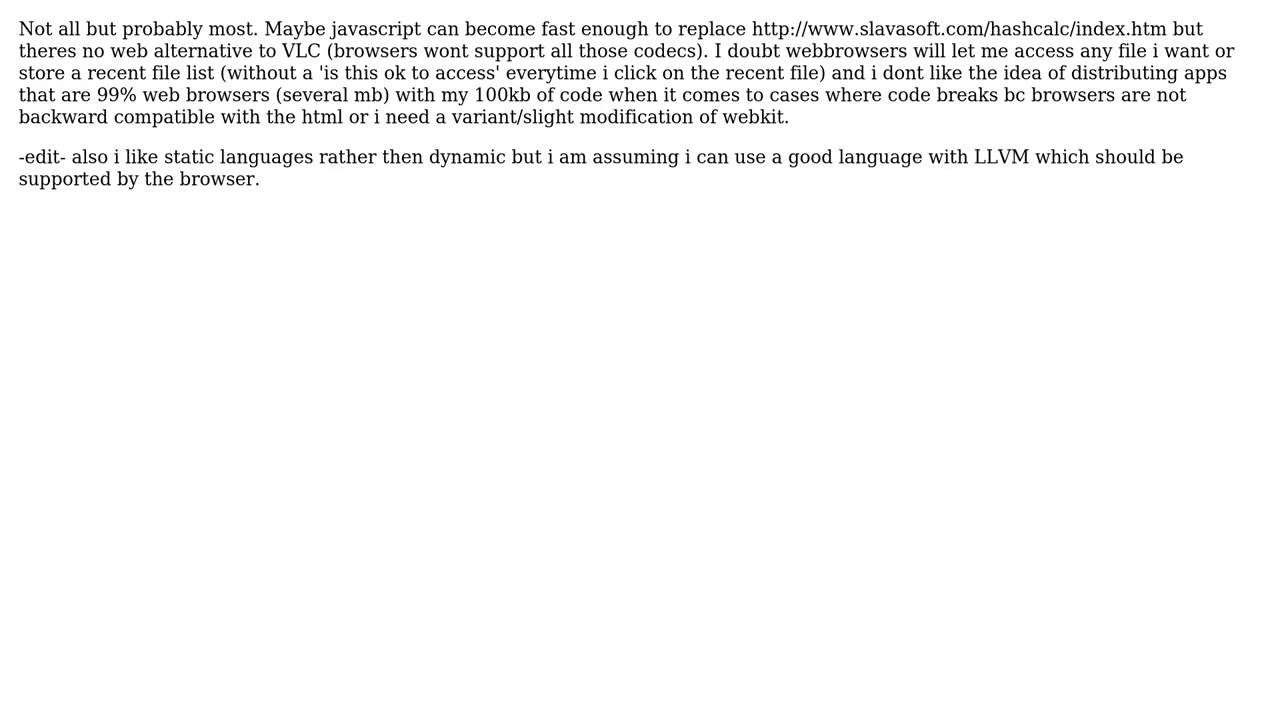 Not all but probably most. Maybe javascript can become fast enough to replace http://www.slavasoft.com/hashcalc/index.htm but
theres no web alternative to VLC (browsers wont support all those codecs). I doubt webbrowsers will let me access any file i want or
store a recent file list (without a 'is this ok to access' everytime i click on the recent file) and i dont like the idea of distributing apps
that are 99% web browsers (several mb) with my 100kb of code when it comes to cases where code breaks bc browsers are not
backward compatible with the html or i need a variant/slight modification of webkit.
-edit- also i like static languages rather then dynamic but i am assuming i can use a good language with LLVM which should be
supported by the browser.